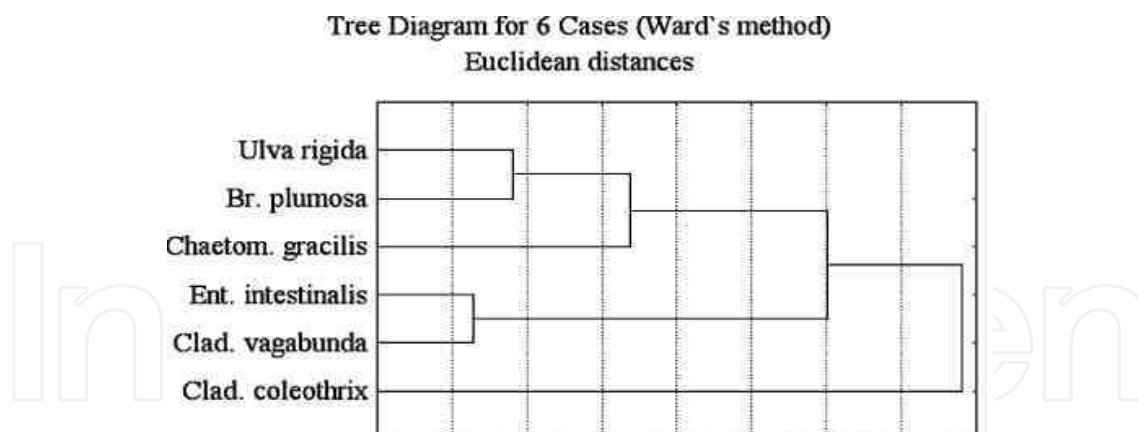 Tree Diagram for 6 Cases (Ward`s method)
Euclidean distances
Ulva rigida
Br. plumosa
Chaetom. gracilis
Ent. intestinalis
Clad. vagabunda
Clad. coleothrix